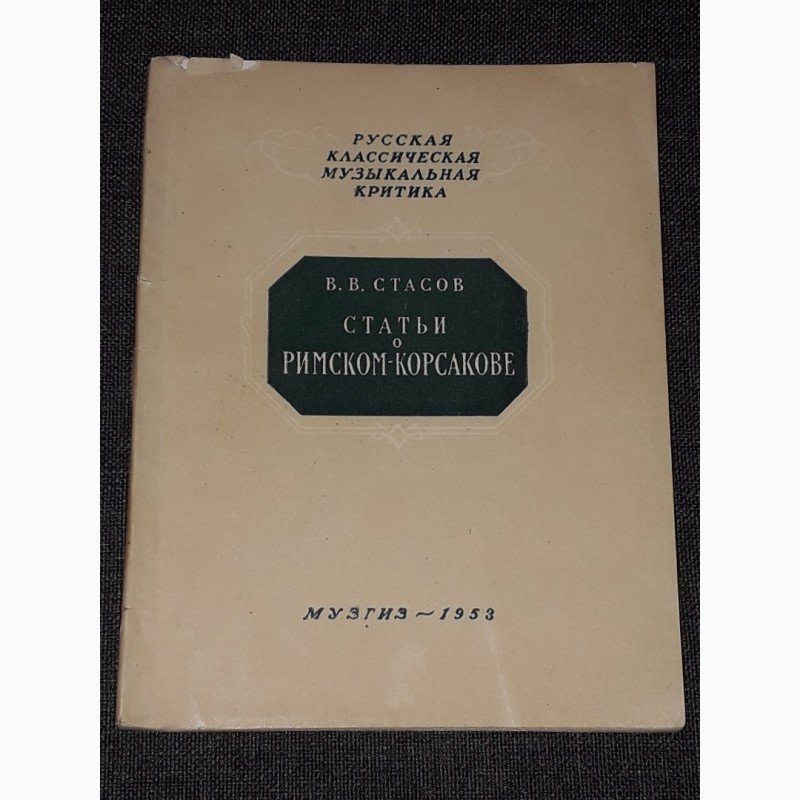 РУССКАЯ
КЛАССИЧЕСКАЯ
МУЗЫКАЛЬНАЯ
КРИТИКА
В. В. СТАСОВ
СТАТЬИ
О
РИМСКОМ-КОРСАКОВЕ
МУЗГИЗ ~ 1953